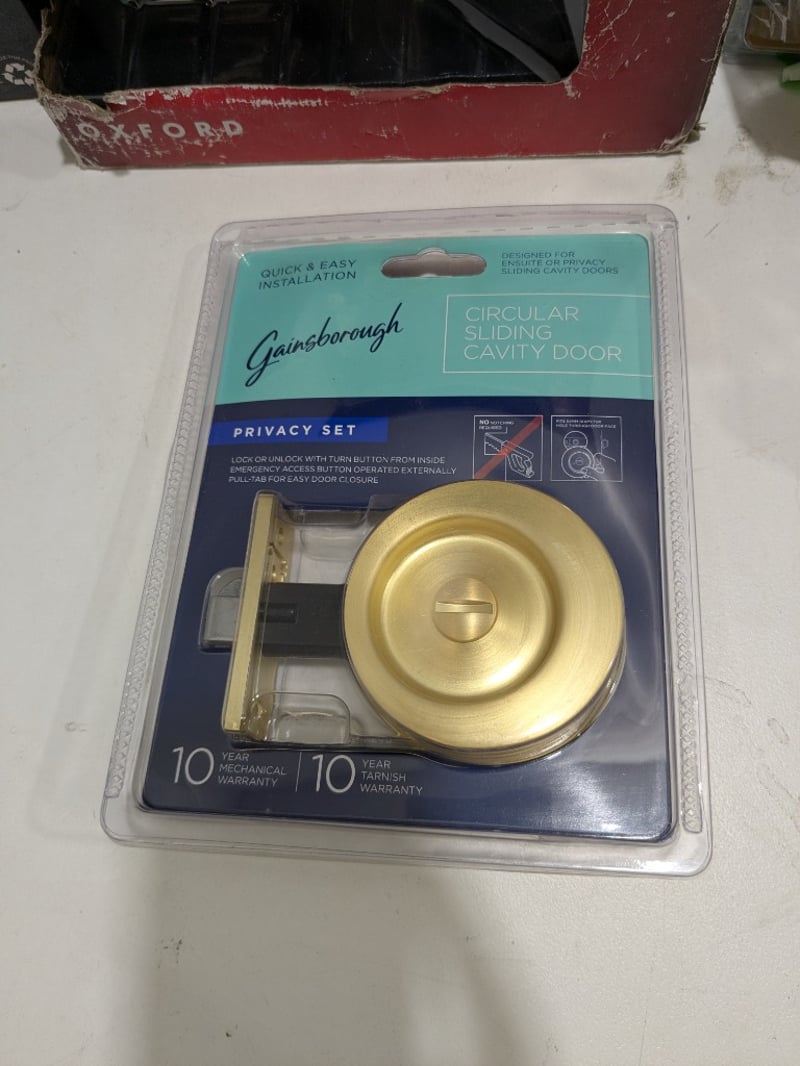 OXFORD
QUICK & EASY
INSTALLATION
DESIGNED FOR
ENSUITE OR PRIVACY
SLIDING CAVITY DOORS
Gainsborough
CIRCULAR
SLIDING
CAVITY DOOR
PRIVACY SET
LOCK OR UNLOCK WITH TURN BUTTON FROM INSIDE
EMERGENCY ACCESS BUTTON OPERATED EXTERNALLY
PULL-TAB FOR EASY DOOR CLOSURE
NO NOTCHING
REQUIRED
10 YEAR
MECHANICAL
WARRANTY
10 YEAR
TARNISH
WARRANTY